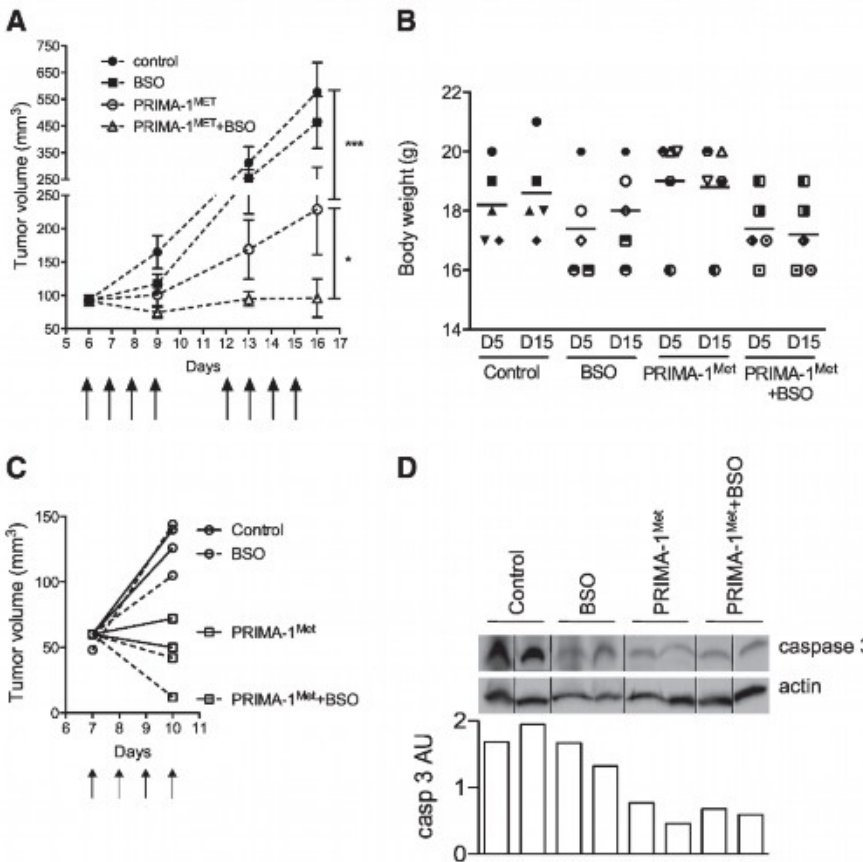 A
Tumor volume (mm³)
750
650
550
450
350
250
250
200
150
100
50
control
BSO
PRIMA-1ᴹᴱᵀ
PRIMA-1ᴹᴱᵀ+BSO
***
*
5 6 7 8 9 10 11 12 13 14 15 16 17
Days
B
Body weight (g)
22
20
18
16
14
D5 D15 D5 D15 D5 D15 D5 D15
Control BSO PRIMA-1ᴹᵉᵗ PRIMA-1ᴹᵉᵗ
+BSO
C
Tumor volume (mm³)
150
100
50
0
Control
BSO
PRIMA-1ᴹᵉᵗ
PRIMA-1ᴹᵉᵗ+BSO
6 7 8 9 10 11
Days
D
Control
BSO
PRIMA-1ᴹᵉᵗ
PRIMA-1ᴹᵉᵗ+BSO
caspase 3
actin
casp 3 AU
2
1
0